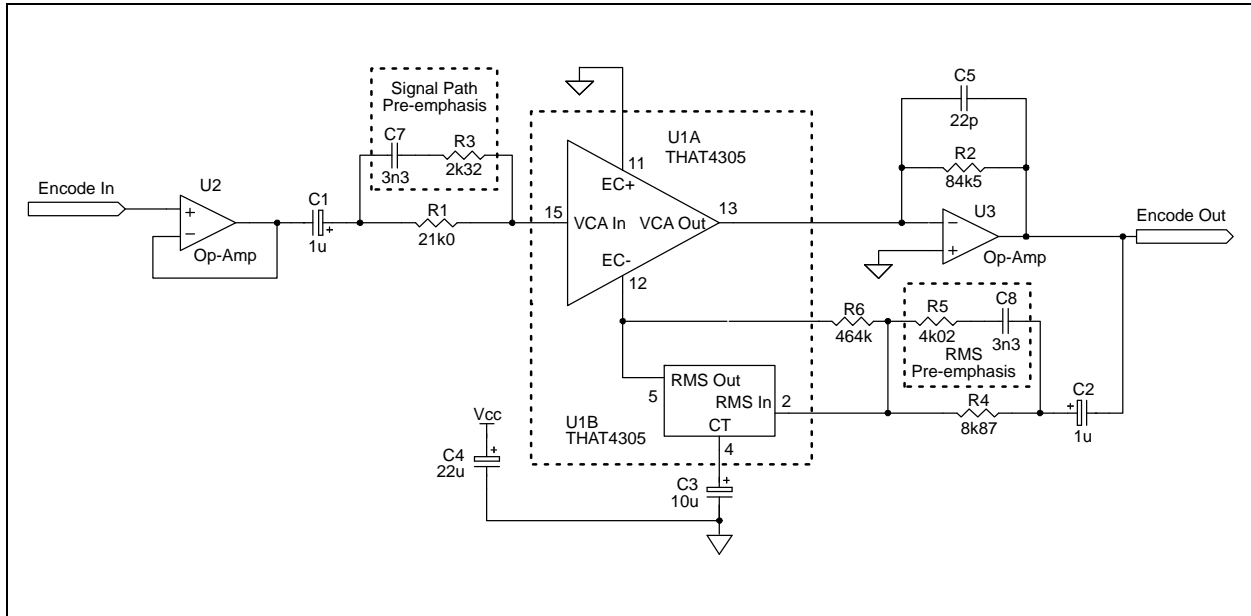 Signal Path
Pre-emphasis
C7
3n3
R3
2k32
Encode In
U2
+
−
Op-Amp
C1
+
1u
R1
21k0
15
VCA In
VCA Out
EC+
11
EC-
12
13
U1A
THAT4305
C5
22p
R2
84k5
U3
−
+
Op-Amp
Encode Out
R6
464k
R5
4k02
C8
3n3
RMS
Pre-emphasis
R4
8k87
C2
+
1u
5
RMS Out
RMS In
2
CT
4
U1B
THAT4305
Vcc
C4
22u
+
C3
10u
+